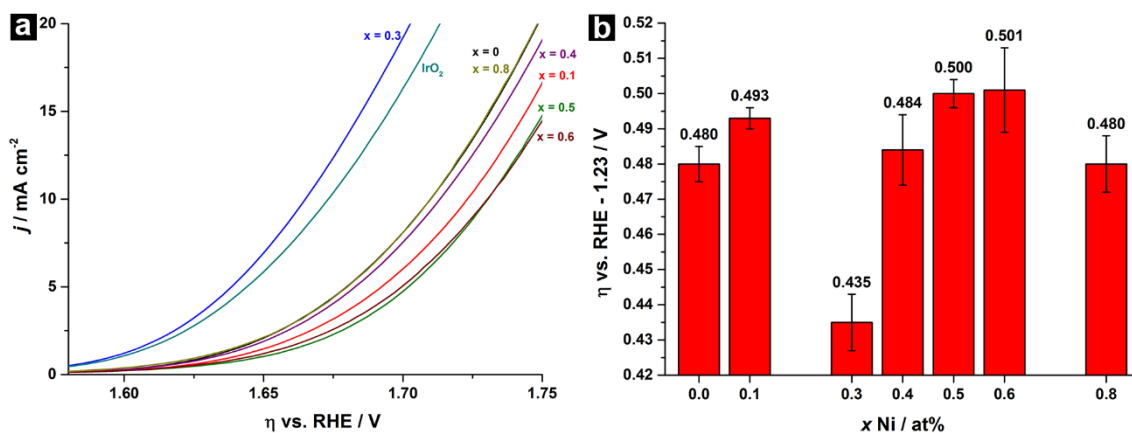 a
j / mA cm⁻²
20
15
10
5
0
1.60
1.65
1.70
1.75
η vs. RHE / V
x = 0.3
IrO₂
x = 0
x = 0.8
x = 0.4
x = 0.1
x = 0.5
x = 0.6
b
η vs. RHE - 1.23 / V
0.53
0.52
0.51
0.50
0.49
0.48
0.47
0.46
0.45
0.44
0.43
0.42
0.480
0.493
0.435
0.484
0.500
0.501
0.480
0.0
0.1
0.3
0.4
0.5
0.6
0.8
x Ni / at%